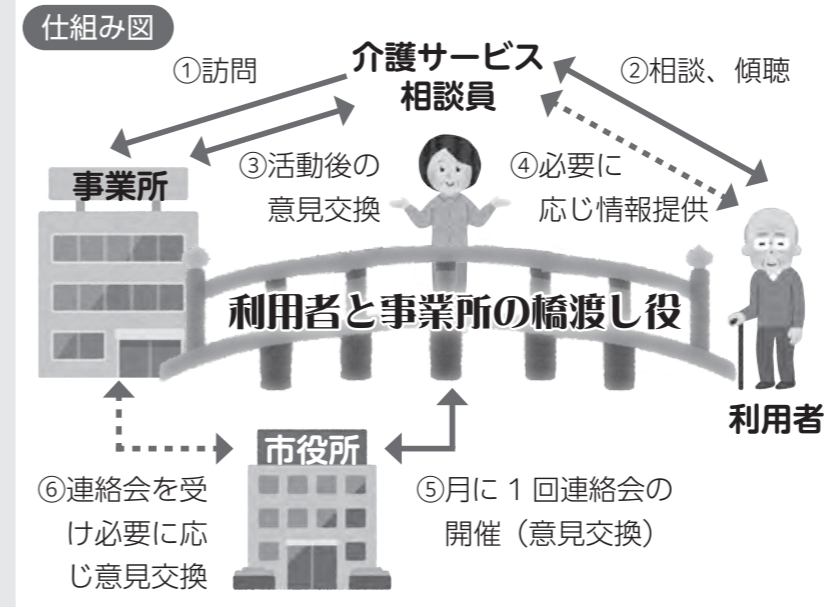 仕組み図
①訪問
介護サービス
相談員
②相談、傾聴
③活動後の
意見交換
④必要に
応じ情報提供
事業所
利用者と事業所の橋渡し役
利用者
市役所
⑥連絡会を受
け必要に応
じ意見交換
⑤月に 1 回連絡会の
開催（意見交換）